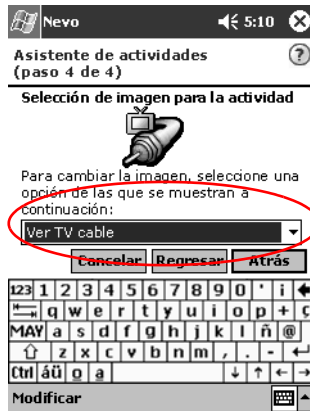 Nevo 5:10
Asistente de actividades
(paso 4 de 4)
Selección de imagen para la actividad
Para cambiar la imagen, seleccione una
opción de las que se muestran a
continuación:
Ver TV cable
Cancelar Regresar Atrás
123 1 2 3 4 5 6 7 8 9 0 ' ¡
q w e r t y u i o p + ç
MAY a s d f g h j k l ñ @
z x c v b n m , . -
Ctrl áü º ª
Modificar